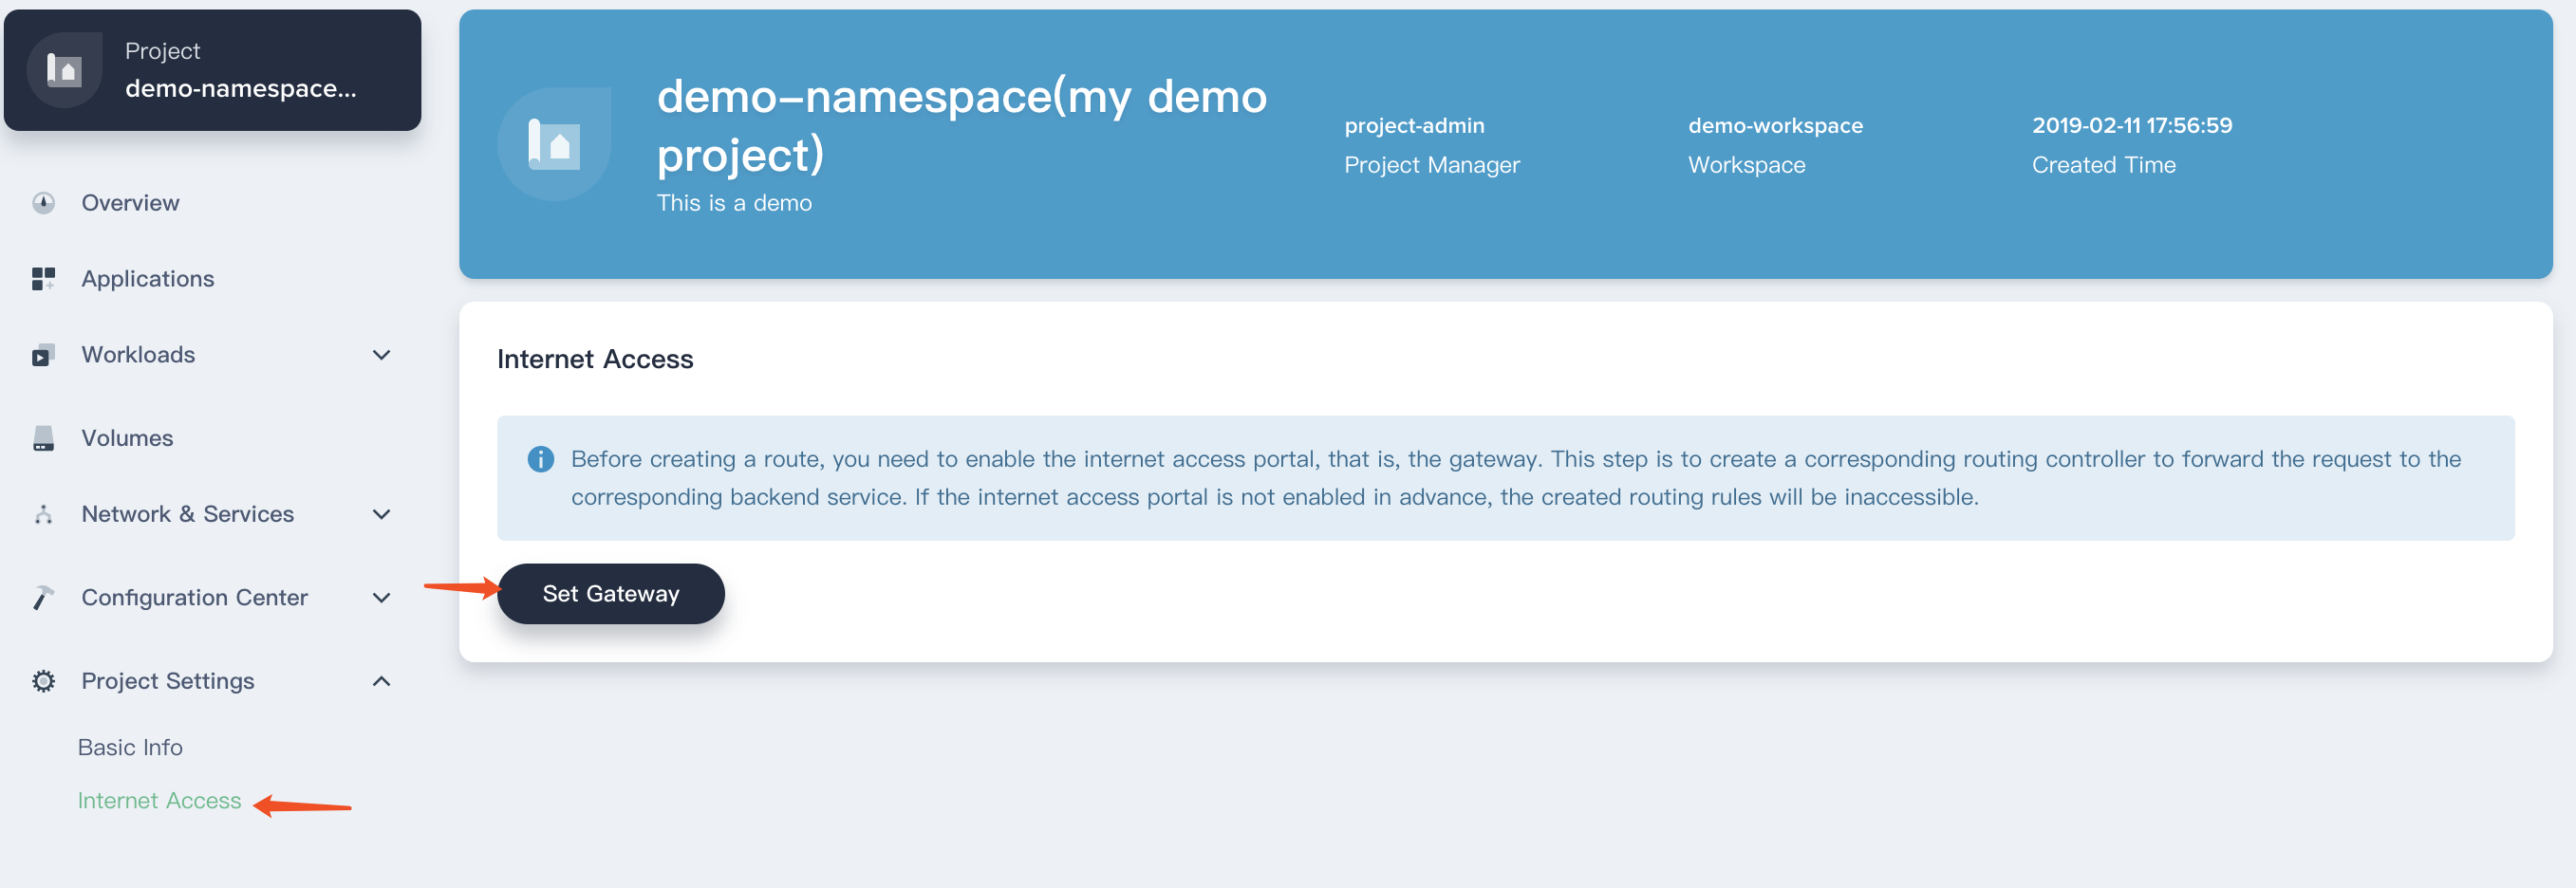 Project
demo-namespace...
Overview
Applications
Workloads
Volumes
Network & Services
Configuration Center
Project Settings
Basic Info
Internet Access
demo-namespace(my demo
project)
This is a demo
project-admin
Project Manager
demo-workspace
Workspace
2019-02-11 17:56:59
Created Time
Internet Access
Before creating a route, you need to enable the internet access portal, that is, the gateway. This step is to create a corresponding routing controller to forward the request to the
corresponding backend service. If the internet access portal is not enabled in advance, the created routing rules will be inaccessible.
Set Gateway